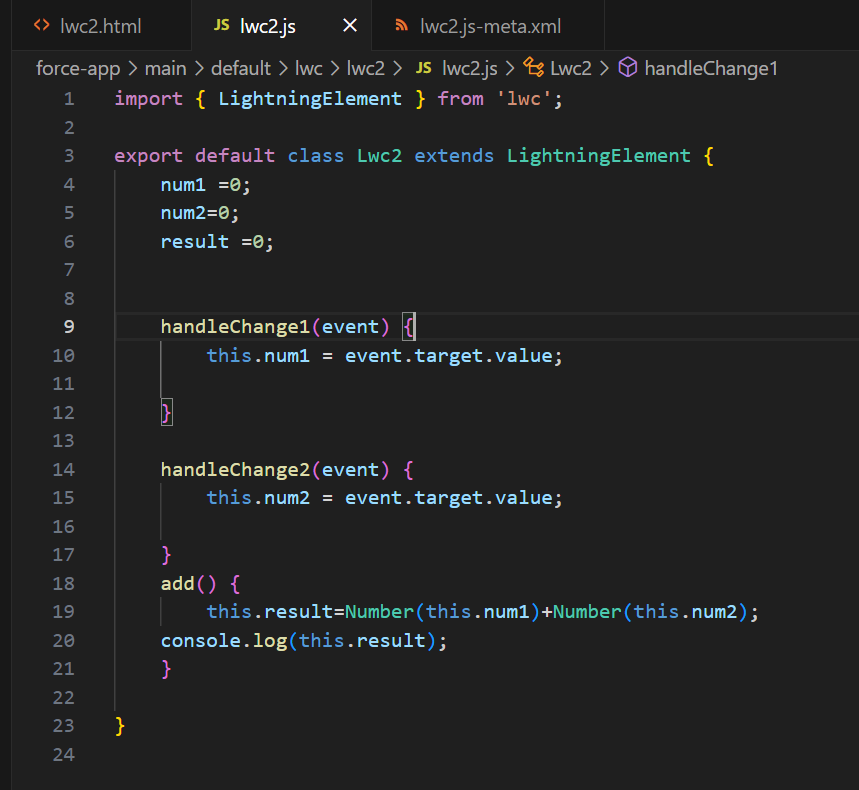 lwc2.html JS lwc2.js lwc2.js-meta.xml
force-app > main > default > lwc > lwc2 > JS lwc2.js > Lwc2 > handleChange1
1 import { LightningElement } from 'lwc';
2
3 export default class Lwc2 extends LightningElement {
4     num1 =0;
5     num2=0;
6     result =0;
7
8
9     handleChange1(event) {
10         this.num1 = event.target.value;
11
12     }
13
14     handleChange2(event) {
15         this.num2 = event.target.value;
16
17     }
18     add() {
19         this.result=Number(this.num1)+Number(this.num2);
20     console.log(this.result);
21     }
22
23 }
24